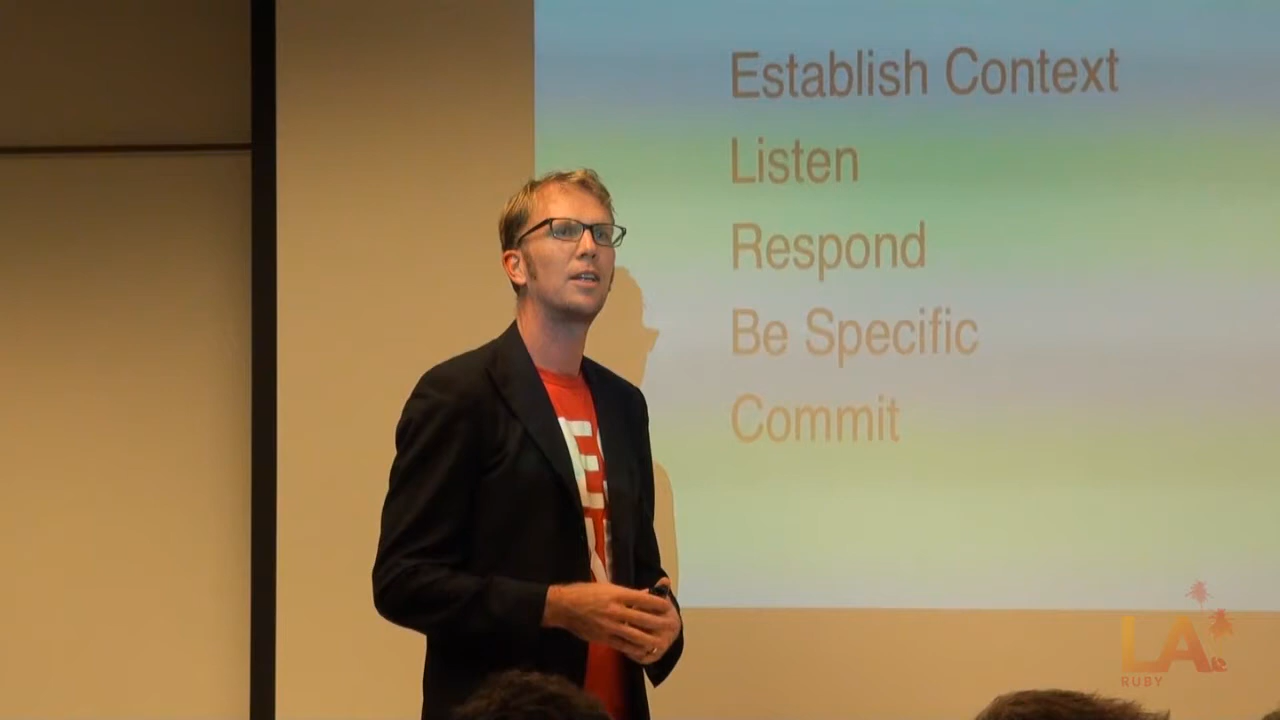 Establish Context
Listen
Respond
Be Specific
Commit
LA
RUBY